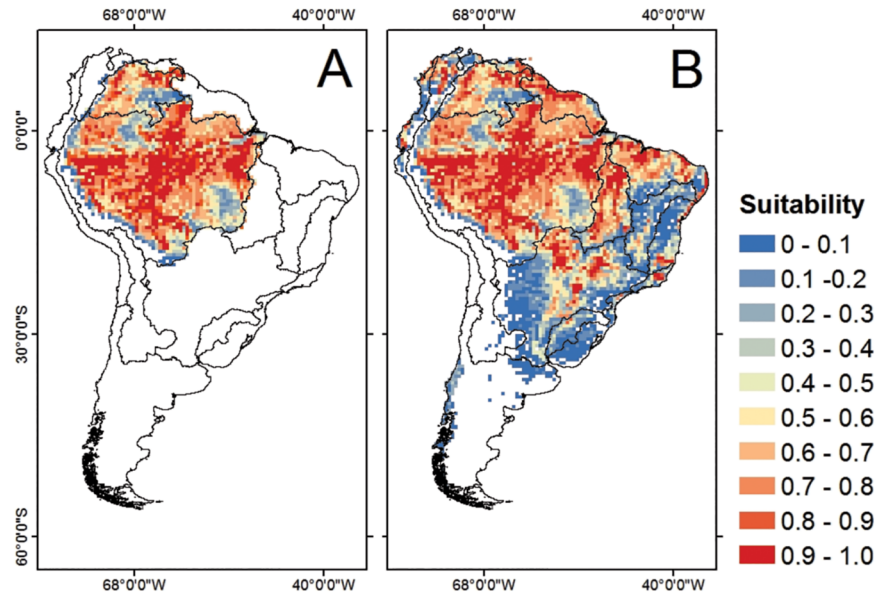 68°0'0"W 40°0'0"W 68°0'0"W 40°0'0"W
A B
0°0'0"
30°0'0"S
60°0'0"S
68°0'0"W 40°0'0"W 68°0'0"W 40°0'0"W
Suitability
0 - 0.1
0.1 -0.2
0.2 - 0.3
0.3 - 0.4
0.4 - 0.5
0.5 - 0.6
0.6 - 0.7
0.7 - 0.8
0.8 - 0.9
0.9 - 1.0